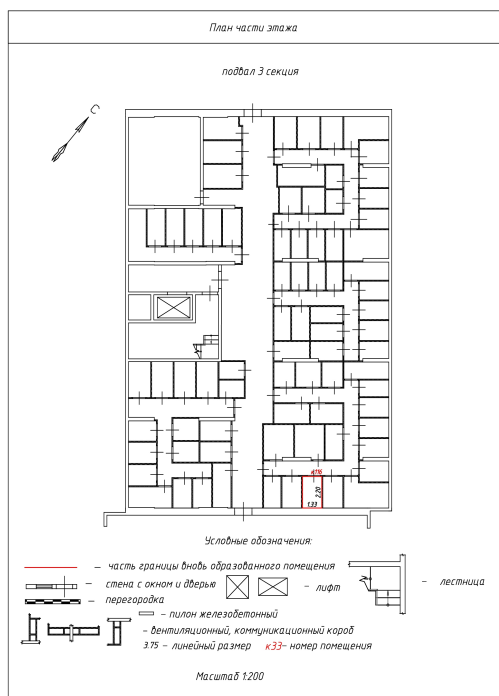 План части этажа
подвал 3 секция
С
к116
2.20
1.33
Условные обозначения:
– часть границы вновь образованного помещения
– стена с окном и дверью
– лифт
– лестница
– перегородка
– пилон железобетонный
– вентиляционный, коммуникационный короб
3.75 – линейный размер к33– номер помещения
Масштаб 1:200